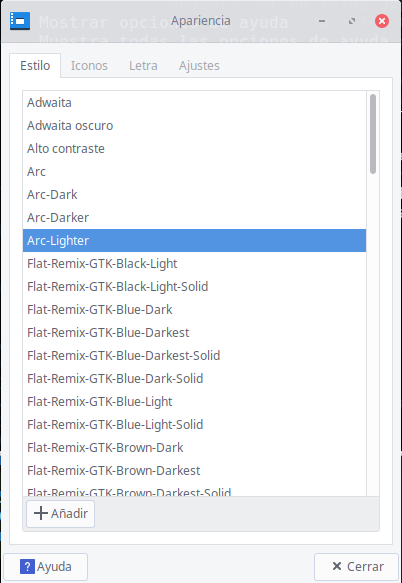 Mostrar opciones de ayuda
Apariencia
Muestra todas las opciones de ayuda
Estilo Iconos Letra Ajustes
Adwaita
Adwaita oscuro
Alto contraste
Arc
Arc-Dark
Arc-Darker
Arc-Lighter
Flat-Remix-GTK-Black-Light
Flat-Remix-GTK-Black-Light-Solid
Flat-Remix-GTK-Blue-Dark
Flat-Remix-GTK-Blue-Darkest
Flat-Remix-GTK-Blue-Darkest-Solid
Flat-Remix-GTK-Blue-Dark-Solid
Flat-Remix-GTK-Blue-Light
Flat-Remix-GTK-Blue-Light-Solid
Flat-Remix-GTK-Brown-Dark
Flat-Remix-GTK-Brown-Darkest
Flat-Remix-GTK-Brown-Darkest-Solid
Añadir
Ayuda Cerrar